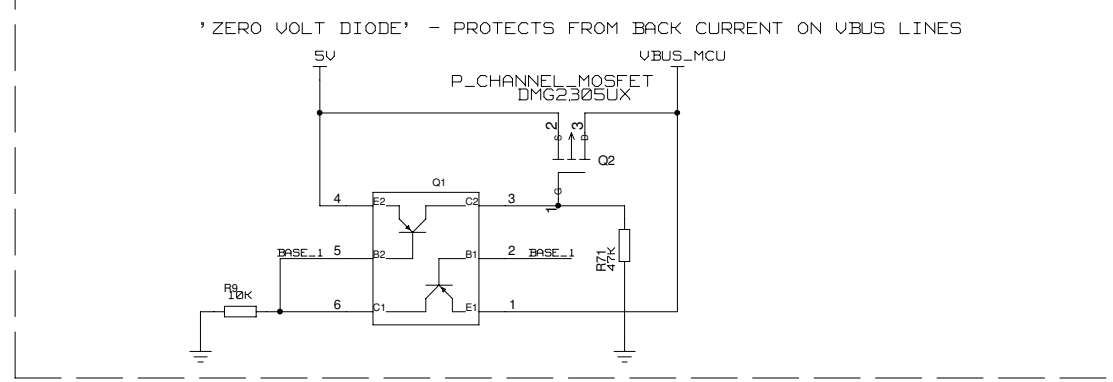 'ZERO VOLT DIODE' - PROTECTS FROM BACK CURRENT ON VBUS LINES
5V
VBUS_MCU
P_CHANNEL_MOSFET
DMG2305UX
2
3
S
D
Q2
G
1
Q1
4
E2
C2
3
BASE_1
5
B2
B1
2
BASE_1
R71
47K
R9
10K
6
C1
E1
1